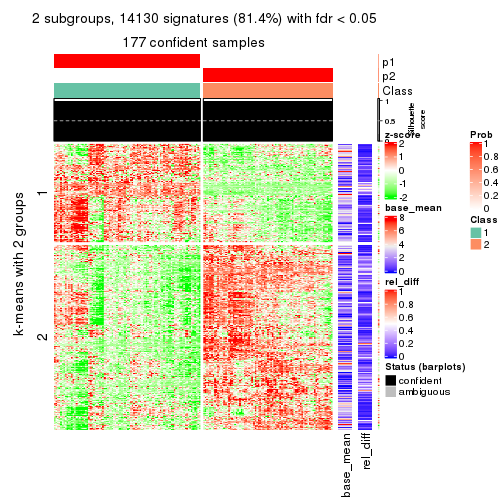 2 subgroups, 14130 signatures (81.4%) with fdr < 0.05
177 confident samples
p1
p2
Class
1
0.5
0
Silhouette
score
k-means with 2 groups
1
2
z-score
2
1
0
-1
-2
base_mean
8
6
4
2
0
rel_diff
1
0.8
0.6
0.4
0.2
0
Status (barplots)
confident
ambiguous
Prob
1
0.8
0.6
0.4
0.2
0
Class
1
2
base_mean
rel_diff